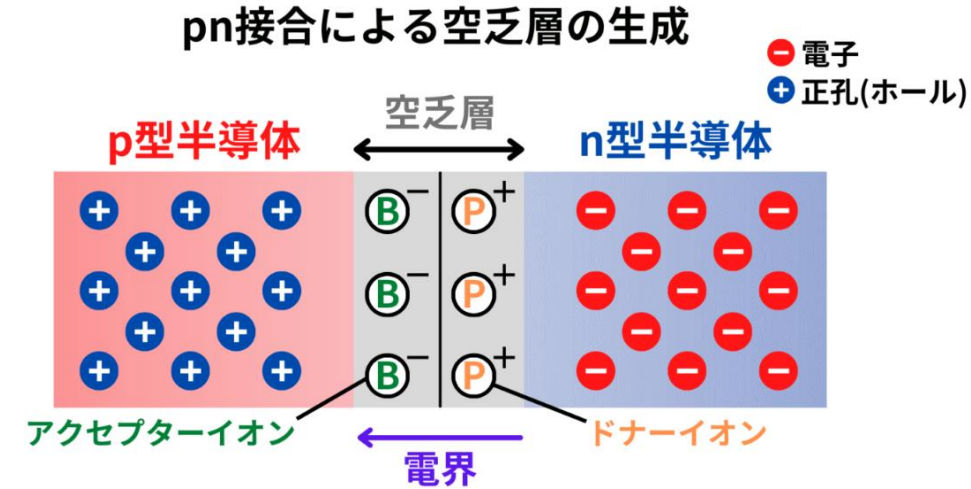 pn接合による空乏層の生成
電子
正孔(ホール)
空乏層
p型半導体
n型半導体
B− P+
B− P+
B− P+
アクセプターイオン
ドナーイオン
電界